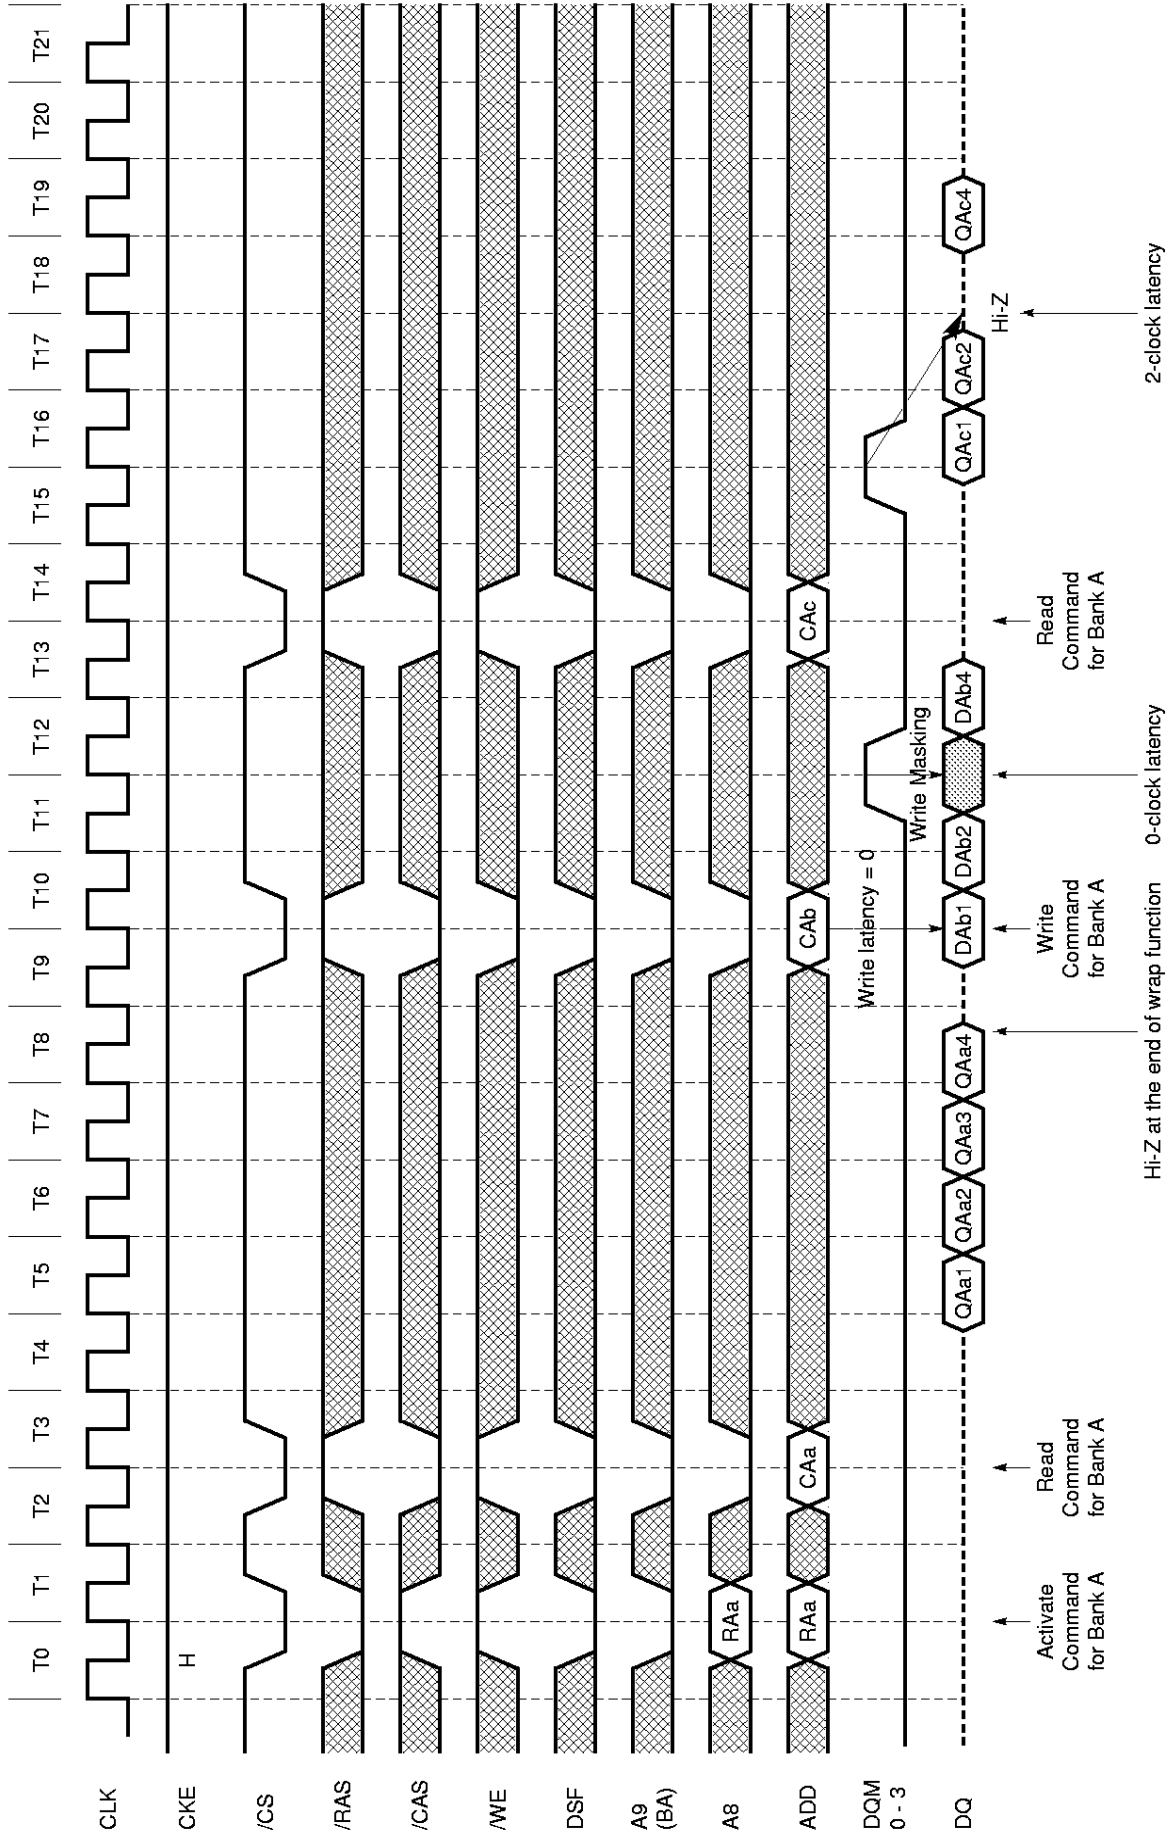 T0 T1 T2 T3 T4 T5 T6 T7 T8 T9 T10 T11 T12 T13 T14 T15 T16 T17 T18 T19 T20 T21
CLK
CKE
H
/CS
/RAS
/CAS
/WE
DSF
A9
(BA)
A8
RAa
ADD
RAa CAa CAb CAc
DQM
0 - 3
Write latency = 0
Write Masking
DQ
QAa1 QAa2 QAa3 QAa4 DAb1 DAb2 DAb4 QAc1 QAc2 QAc4
Hi-Z
Activate
Command
for Bank A
Read
Command
for Bank A
Write
Command
for Bank A
Read
Command
for Bank A
Hi-Z at the end of wrap function
0-clock latency
2-clock latency